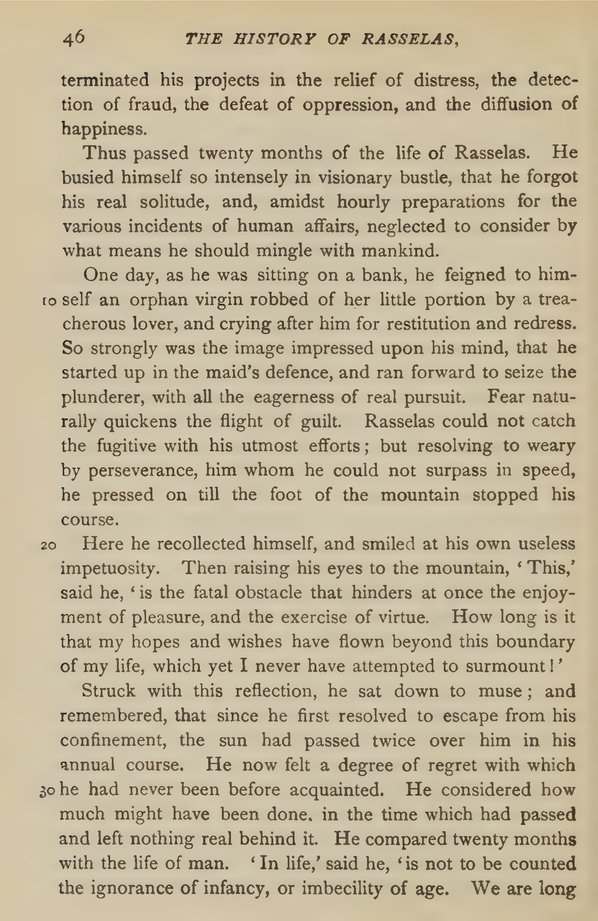 46 THE HISTORY OF RASSELAS,
terminated his projects in the relief of distress, the detec-
tion of fraud, the defeat of oppression, and the diffusion of
happiness.
Thus passed twenty months of the life of Rasselas. He
busied himself so intensely in visionary bustle, that he forgot
his real solitude, and, amidst hourly preparations for the
various incidents of human affairs, neglected to consider by
what means he should mingle with mankind.
One day, as he was sitting on a bank, he feigned to him-
10 self an orphan virgin robbed of her little portion by a trea-
cherous lover, and crying after him for restitution and redress.
So strongly was the image impressed upon his mind, that he
started up in the maid's defence, and ran forward to seize the
plunderer, with all the eagerness of real pursuit. Fear natu-
rally quickens the flight of guilt. Rasselas could not catch
the fugitive with his utmost efforts; but resolving to weary
by perseverance, him whom he could not surpass in speed,
he pressed on till the foot of the mountain stopped his
course.
20 Here he recollected himself, and smiled at his own useless
impetuosity. Then raising his eyes to the mountain, ‘This,’
said he, ‘is the fatal obstacle that hinders at once the enjoy-
ment of pleasure, and the exercise of virtue. How long is it
that my hopes and wishes have flown beyond this boundary
of my life, which yet I never have attempted to surmount!’
Struck with this reflection, he sat down to muse; and
remembered, that since he first resolved to escape from his
confinement, the sun had passed twice over him in his
annual course. He now felt a degree of regret with which
30 he had never been before acquainted. He considered how
much might have been done. in the time which had passed
and left nothing real behind it. He compared twenty months
with the life of man. ‘In life,’ said he, ‘is not to be counted
the ignorance of infancy, or imbecility of age. We are long